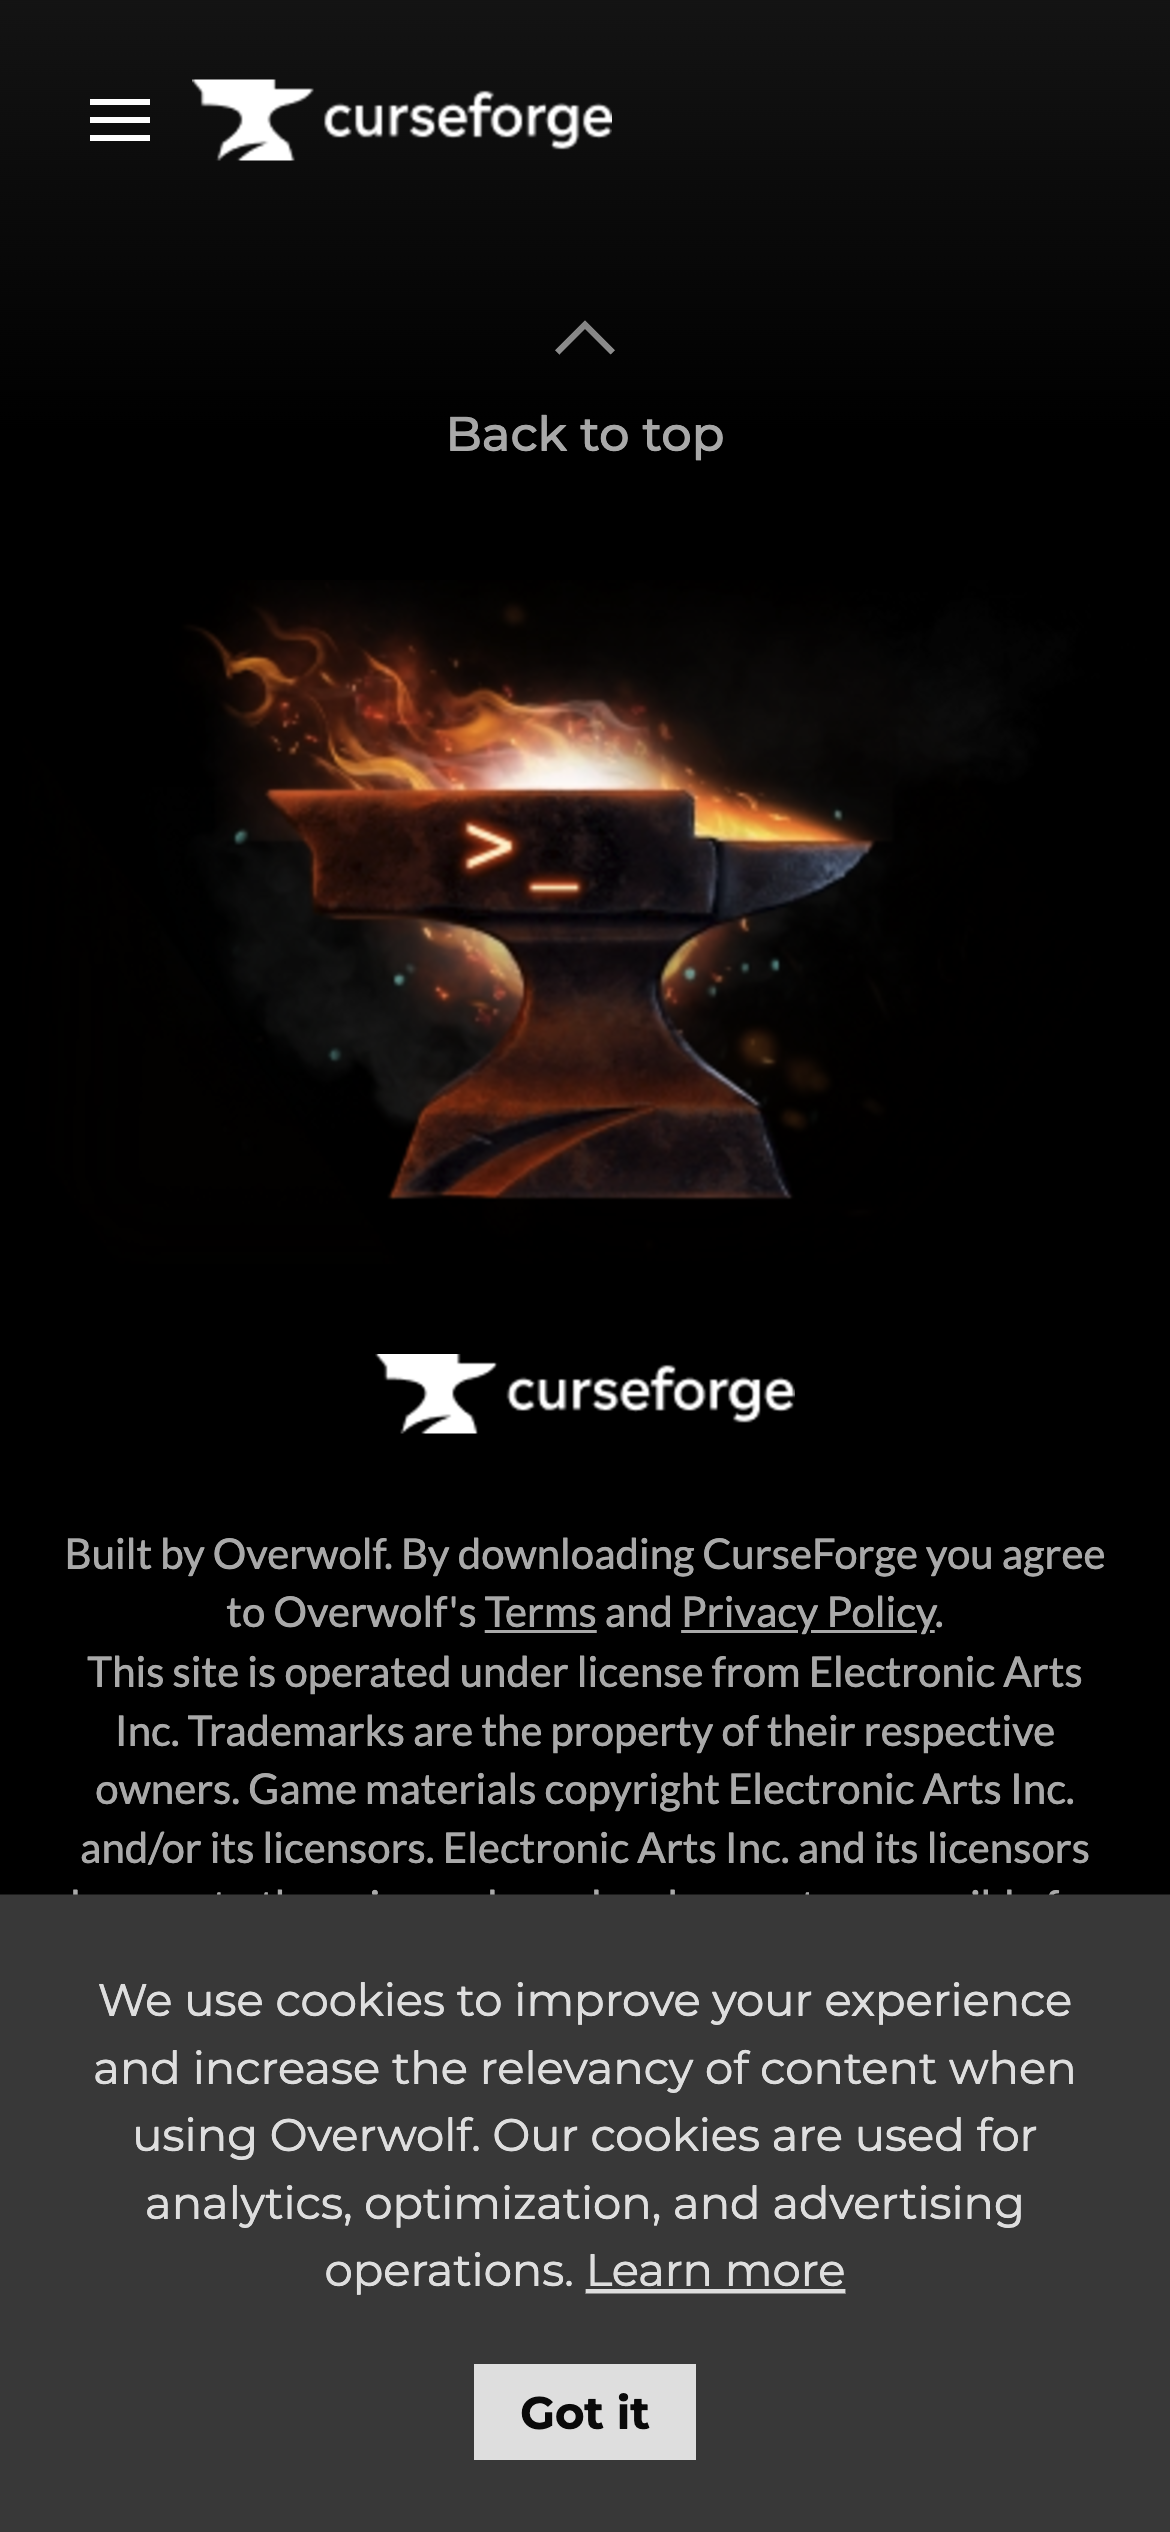 curseforge
Back to top
>_
curseforge
Built by Overwolf. By downloading CurseForge you agree
to Overwolf's Terms and Privacy Policy.
This site is operated under license from Electronic Arts
Inc. Trademarks are the property of their respective
owners. Game materials copyright Electronic Arts Inc.
and/or its licensors. Electronic Arts Inc. and its licensors
We use cookies to improve your experience
and increase the relevancy of content when
using Overwolf. Our cookies are used for
analytics, optimization, and advertising
operations. Learn more
Got it